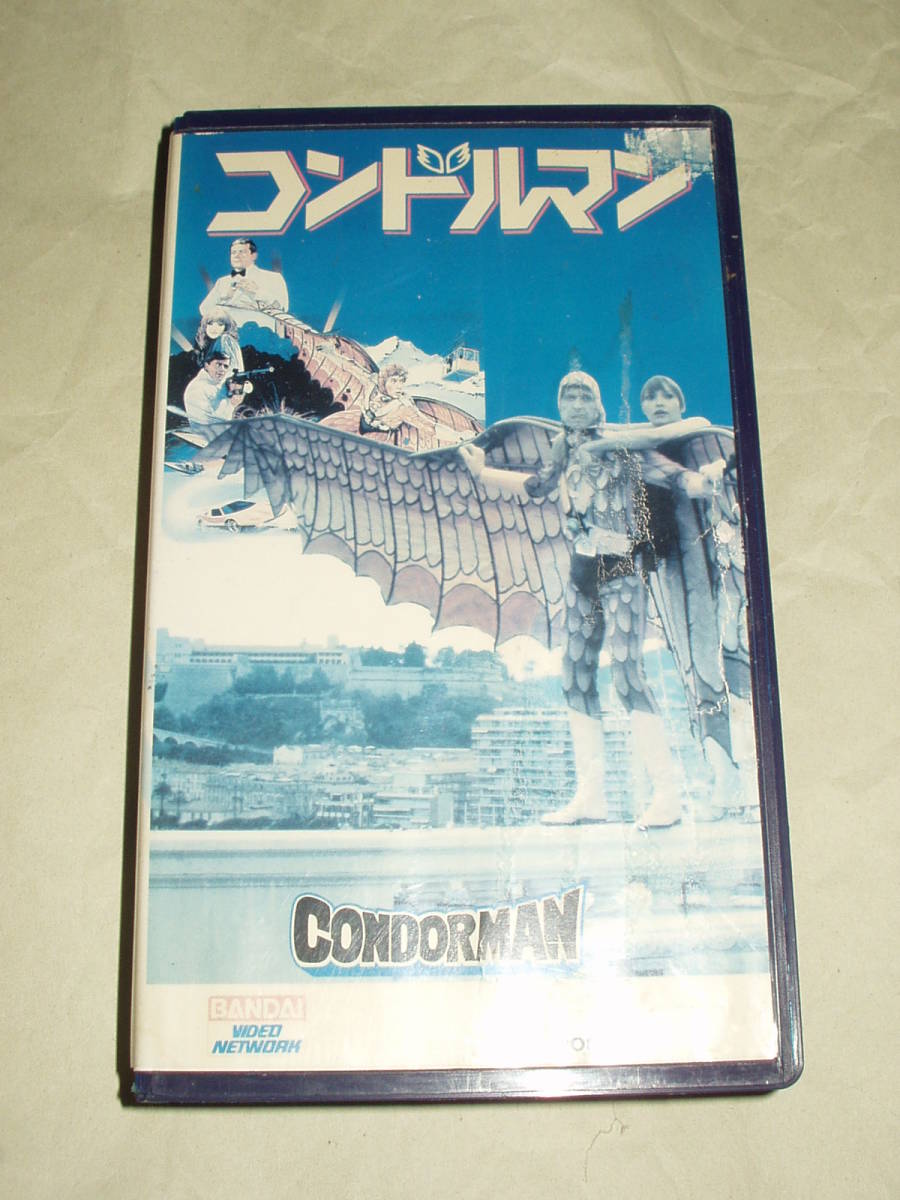 コンドルマン
CONDORMAN
BANDAI
VIDEO
NETWORK